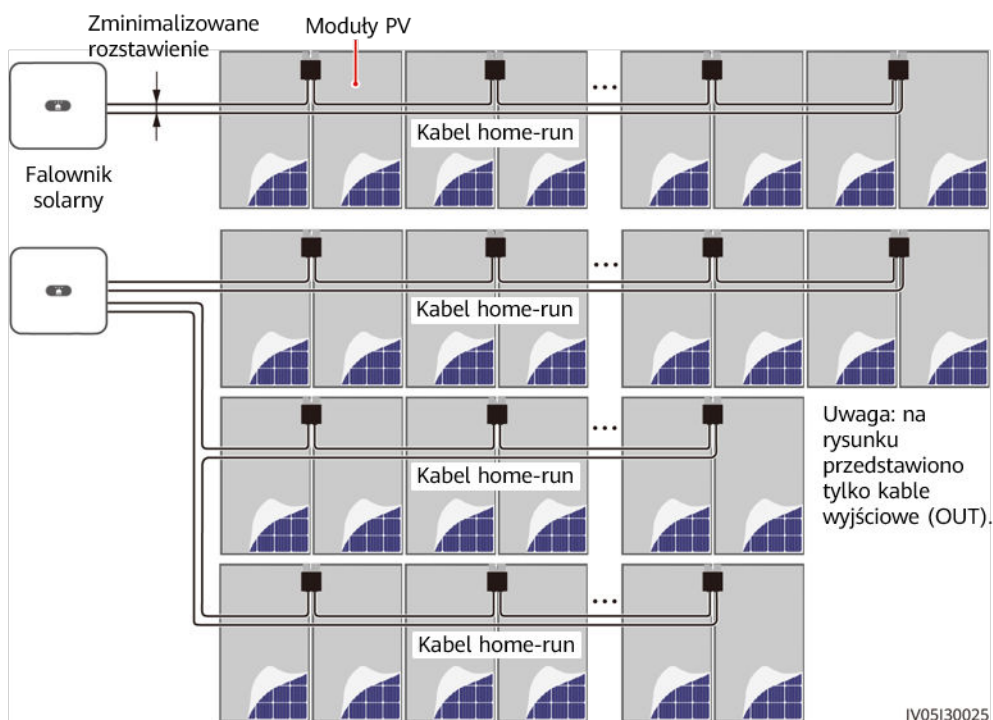 Zminimalizowane
rozstawienie
Moduły PV
Kabel home-run
Falownik
solarny
Kabel home-run
Kabel home-run
Uwaga: na
rysunku
przedstawiono
tylko kable
wyjściowe (OUT).
Kabel home-run
IV05I30025